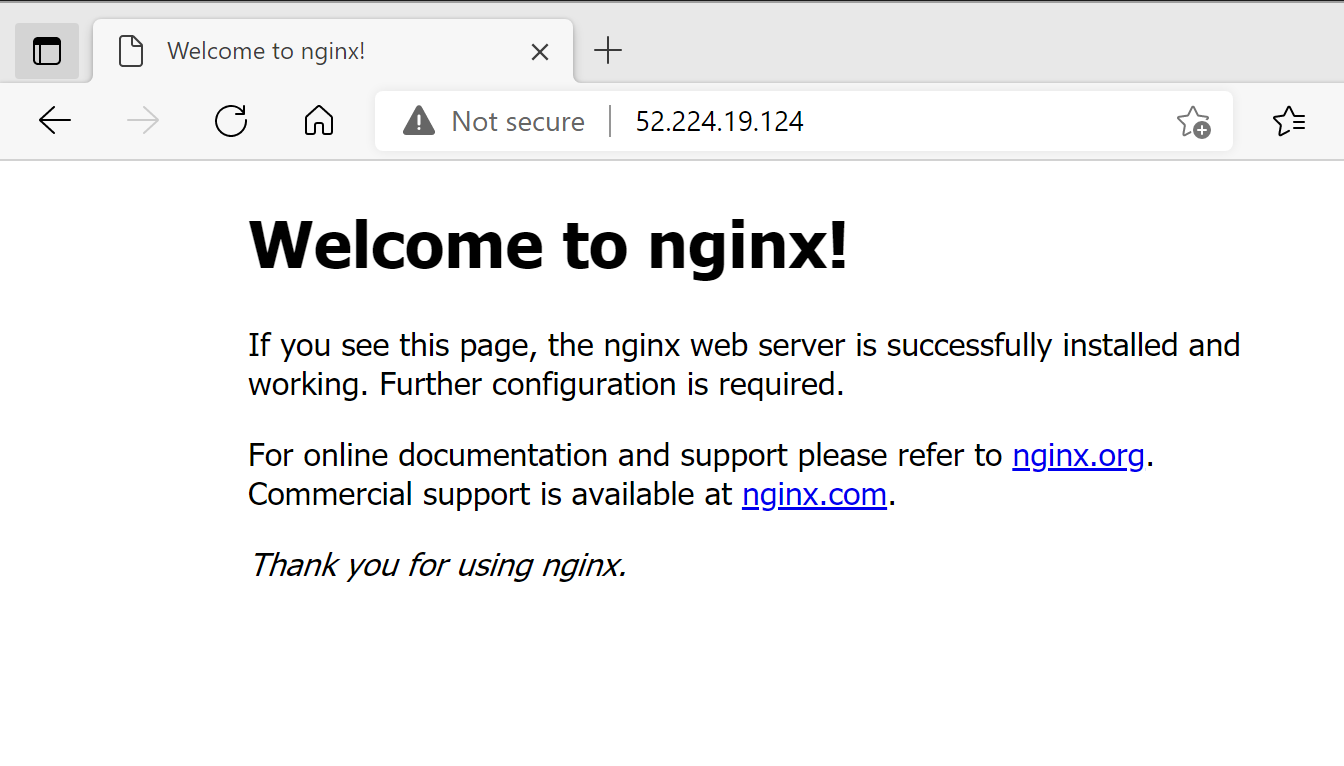 Welcome to nginx!
Not secure
52.224.19.124
Welcome to nginx!
If you see this page, the nginx web server is successfully installed and
working. Further configuration is required.
For online documentation and support please refer to nginx.org.
Commercial support is available at nginx.com.
Thank you for using nginx.